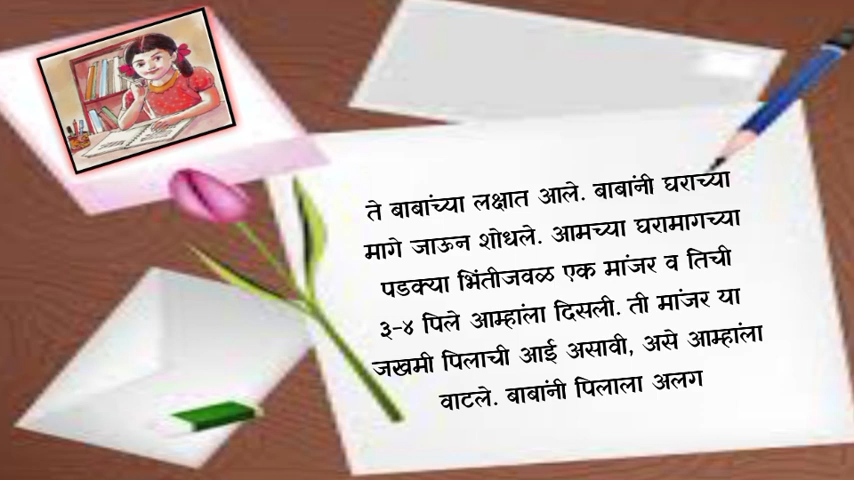 ते बाबांच्या लक्षात आले. बाबांनी घराच्या
मागे जाऊन शोधले. आमच्या घरामागच्या
पडक्या भिंतीजवळ एक मांजर व तिची
३-४ पिले आम्हांला दिसली. ती मांजर या
जखमी पिलाची आई असावी, असे आम्हांला
वाटले. बाबांनी पिलाला अलग